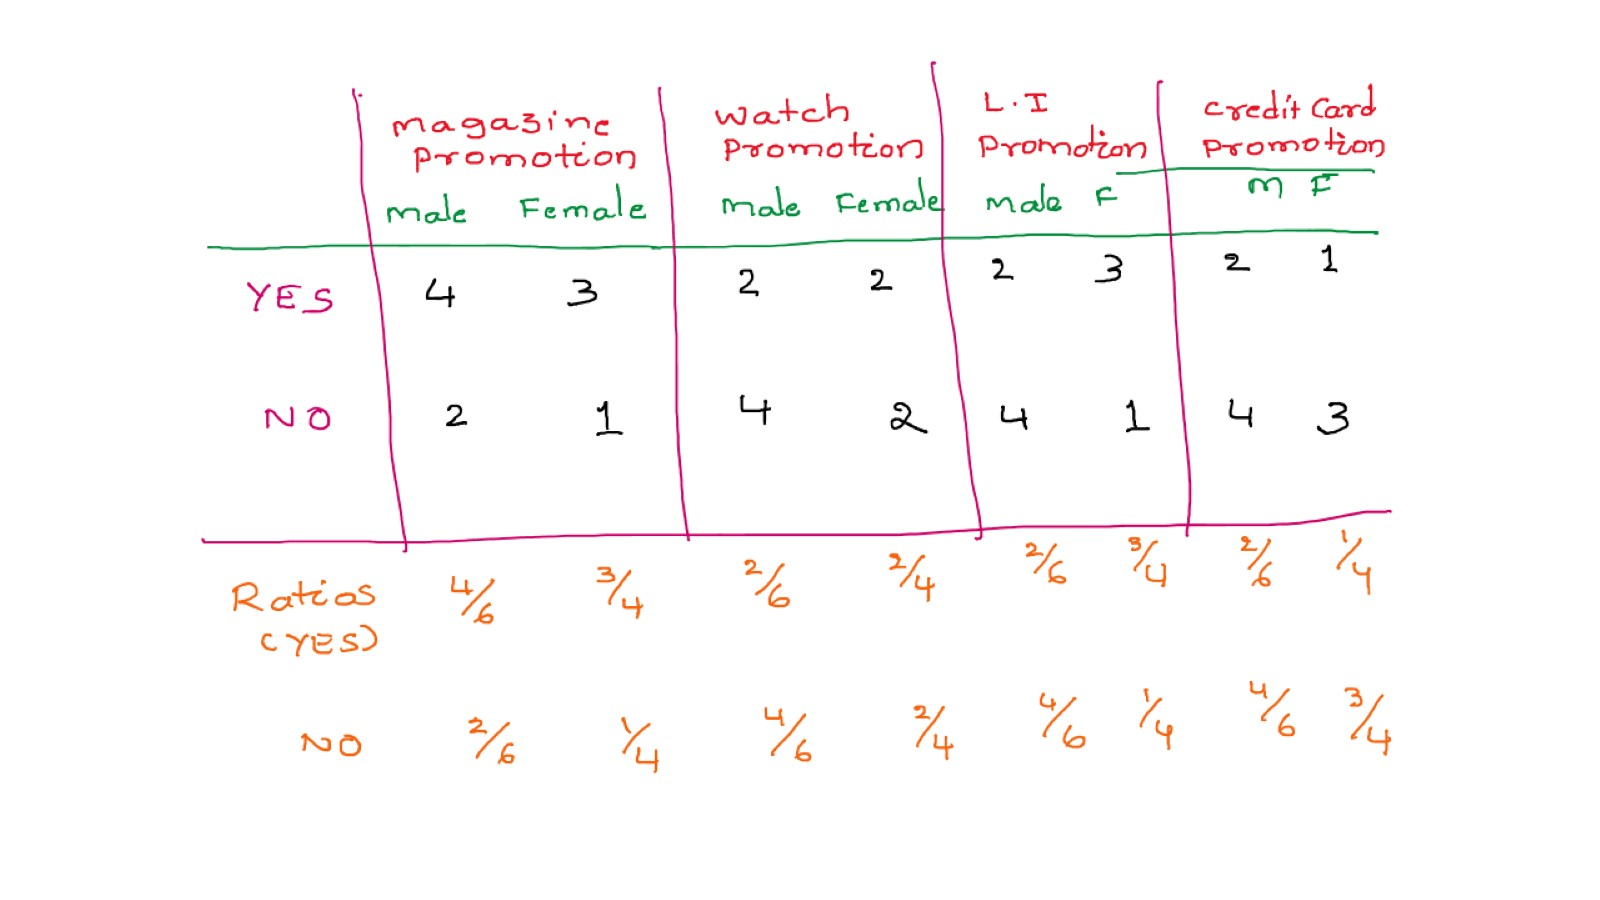 Magazine Promotion Watch Promotion L.I Promotion Credit Card Promotion
Male Female Male Female Male F M F
YES 4 3 2 2 2 3 2 1
NO 2 1 4 2 4 1 4 3
Ratios (YES) 4/6 3/4 2/6 2/4 2/6 3/4 2/6 1/4
NO 2/6 1/4 4/6 2/4 4/6 1/4 4/6 3/4